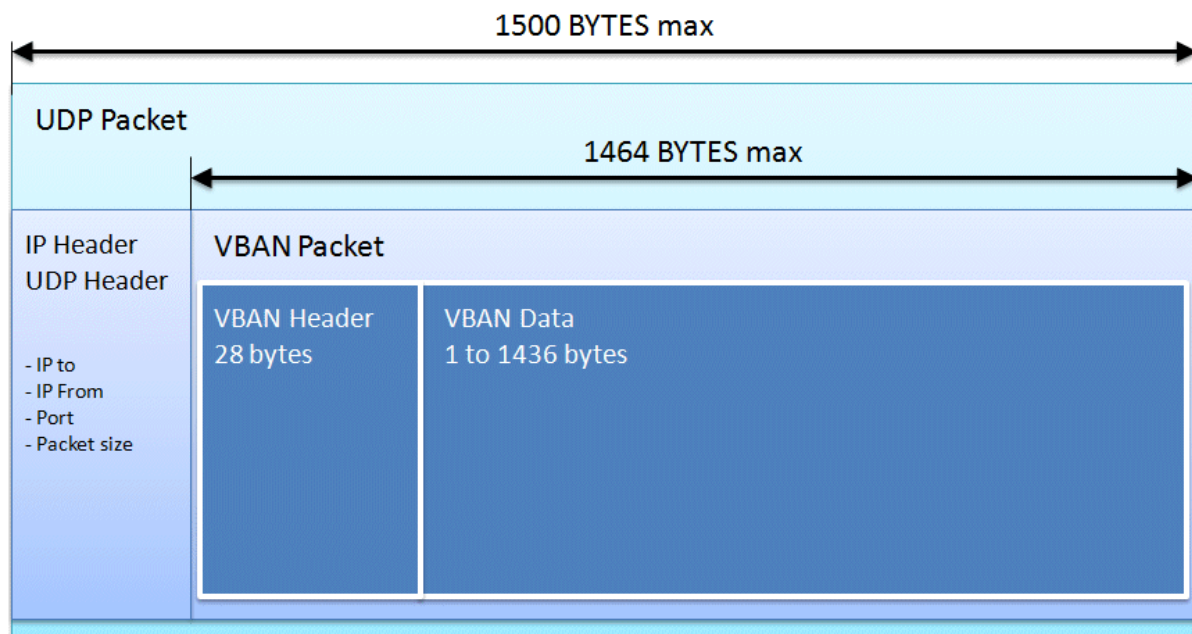 1500 BYTES max
UDP Packet
1464 BYTES max
IP Header
UDP Header
- IP to
- IP From
- Port
- Packet size
VBAN Packet
VBAN Header
28 bytes
VBAN Data
1 to 1436 bytes